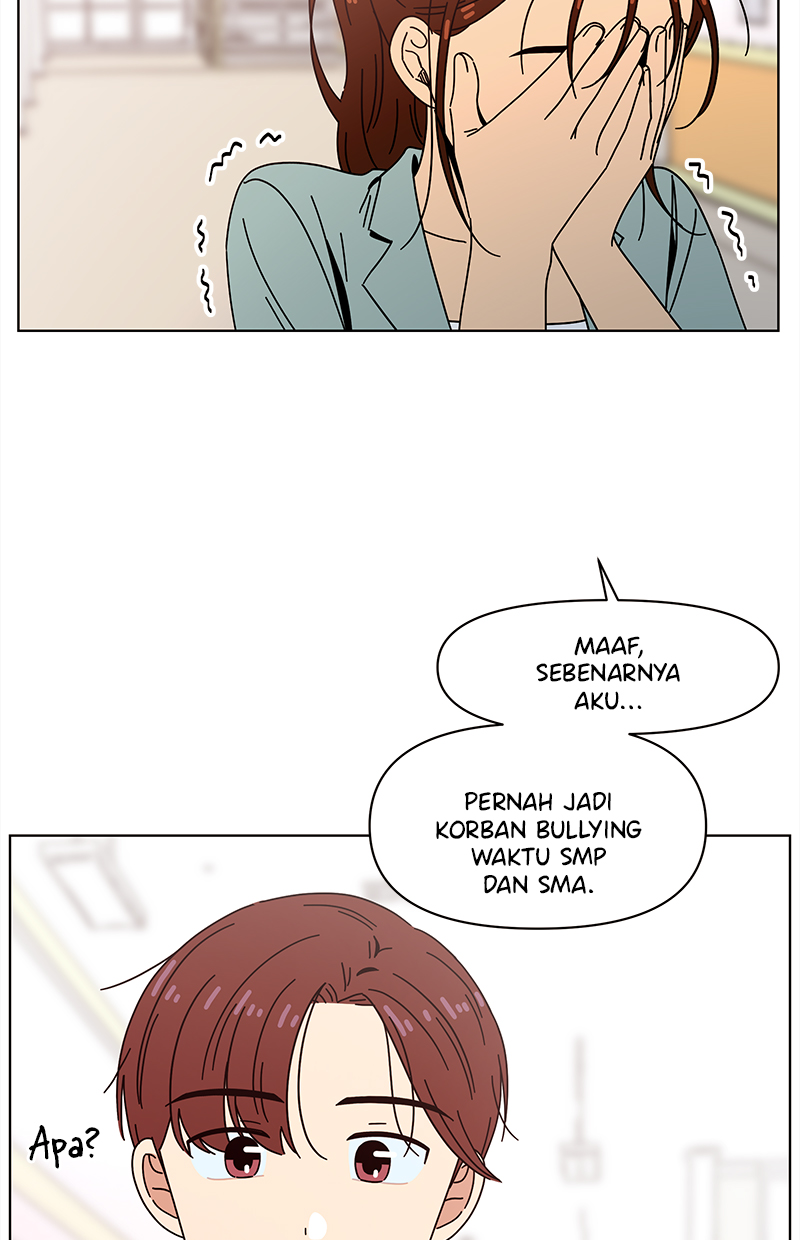 MAAF,
SEBENARNYA
AKU...
PERNAH JADI
KORBAN BULLYING
WAKTU SMP
DAN SMA.
Apa?